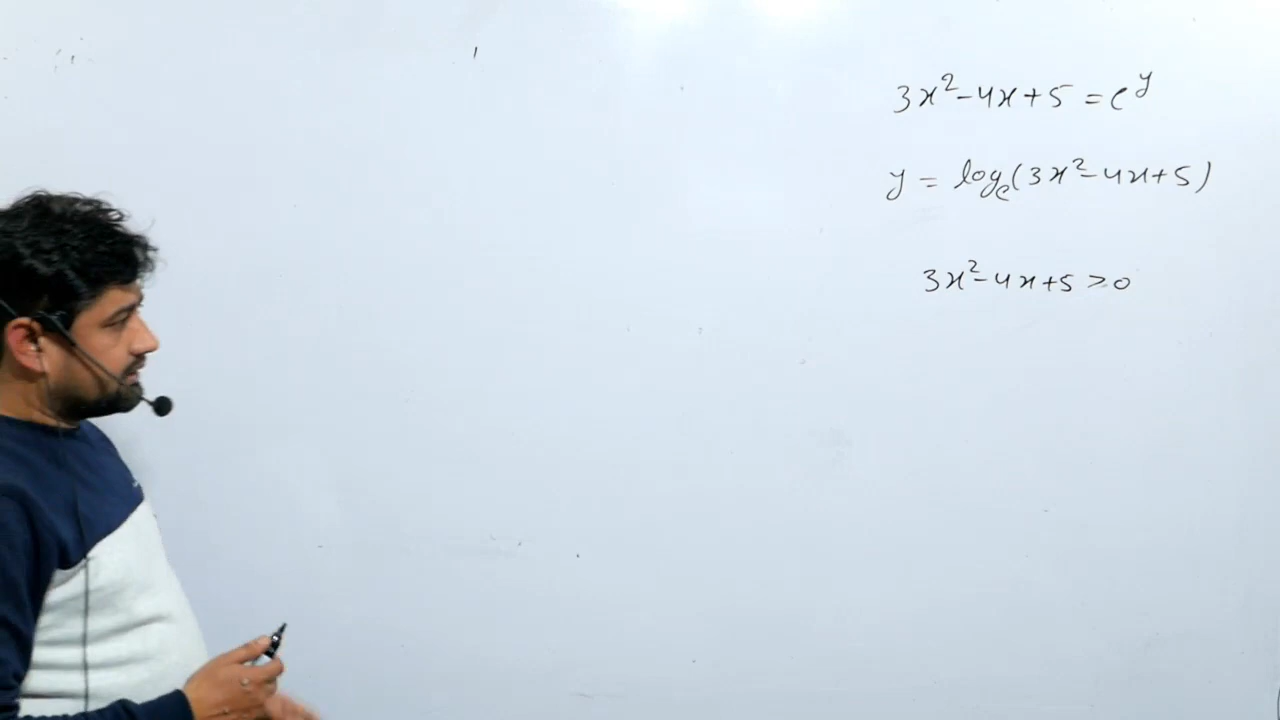 3x²-4x+5 = e^y
y = logₑ(3x²-4x+5)
3x²-4x+5 >0